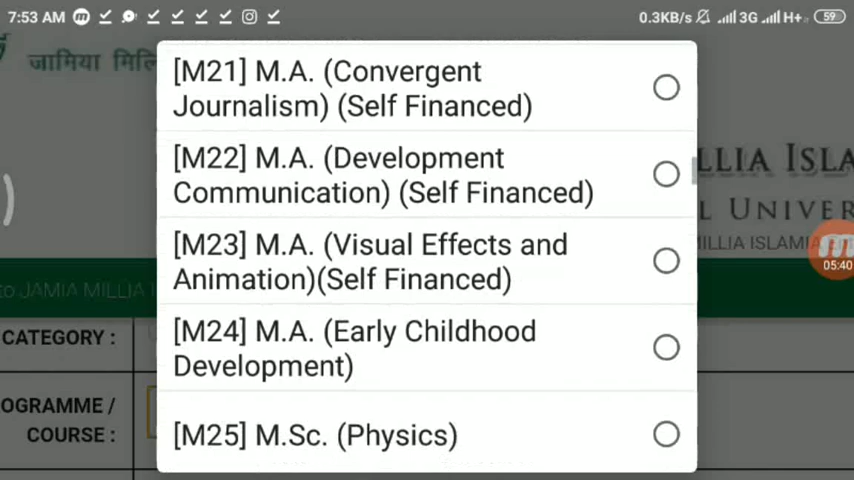 7:53 AM
0.3KB/s 3G H+ 59
जामिया
[M21] M.A. (Convergent
Journalism) (Self Financed)
[M22] M.A. (Development
Communication) (Self Financed)
LLIA ISLA
L UNIVER
ILLIA ISLAMIA
[M23] M.A. (Visual Effects and
Animation)(Self Financed)
05:40
to JAMIA MILLIA I
[M24] M.A. (Early Childhood
Development)
CATEGORY :
[M25] M.Sc. (Physics)
OGRAMME /
COURSE :